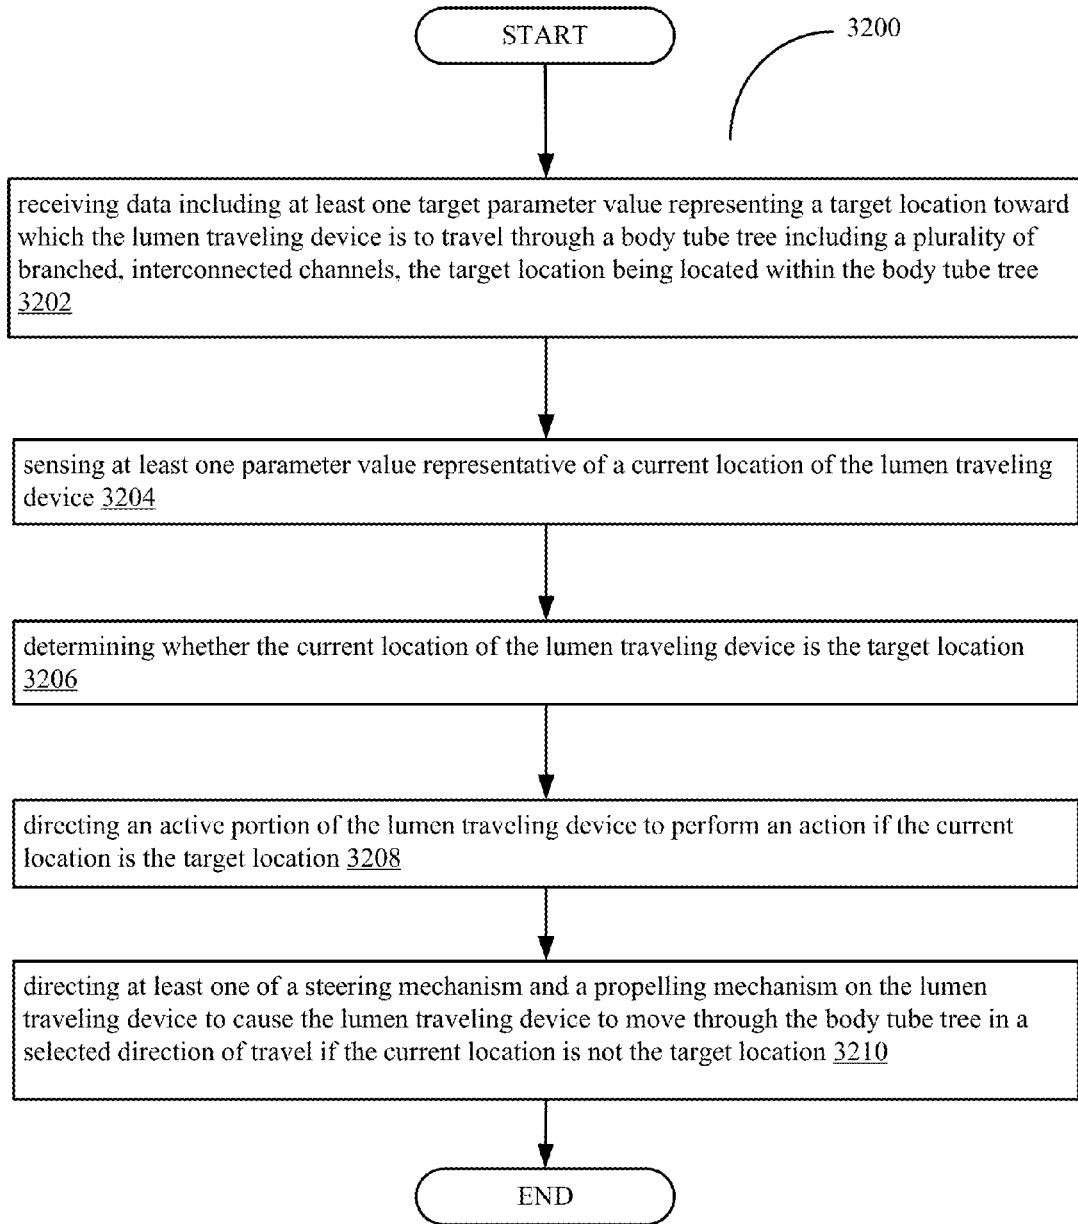 START
3200
receiving data including at least one target parameter value representing a target location toward
which the lumen traveling device is to travel through a body tube tree including a plurality of
branched, interconnected channels, the target location being located within the body tube tree
3202
sensing at least one parameter value representative of a current location of the lumen traveling
device 3204
determining whether the current location of the lumen traveling device is the target location
3206
directing an active portion of the lumen traveling device to perform an action if the current
location is the target location 3208
directing at least one of a steering mechanism and a propelling mechanism on the lumen
traveling device to cause the lumen traveling device to move through the body tube tree in a
selected direction of travel if the current location is not the target location 3210
END